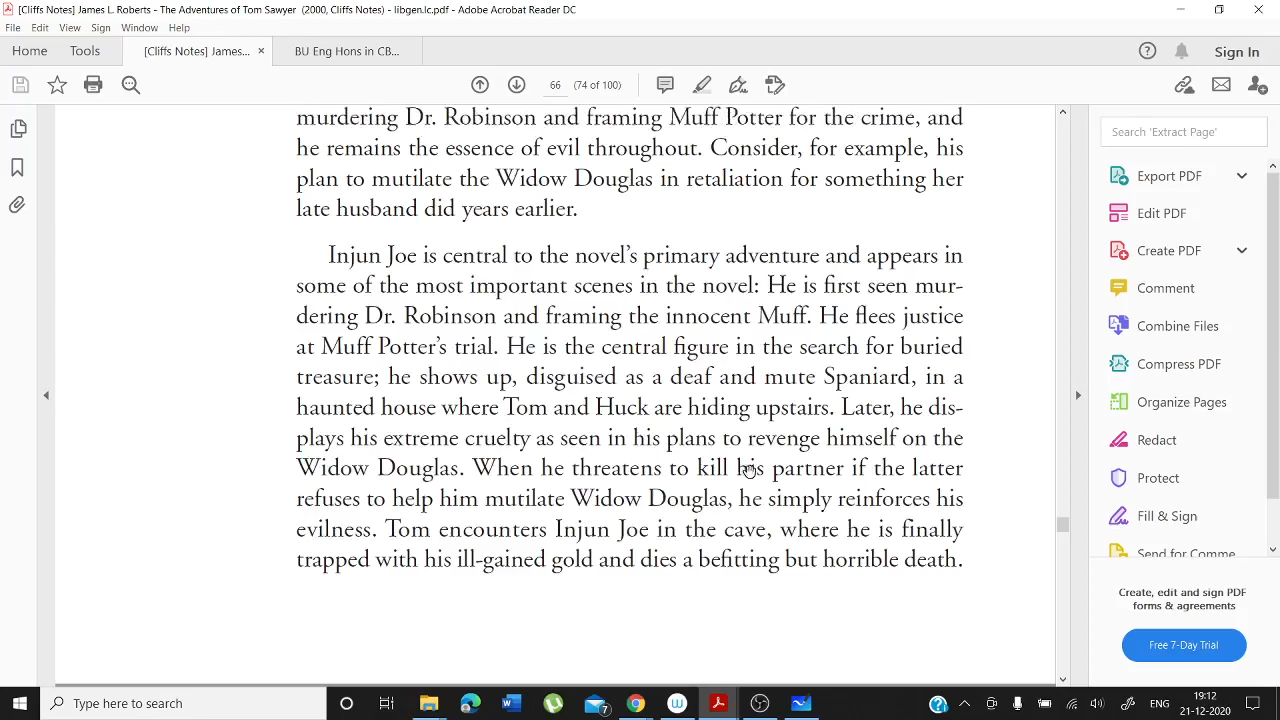 [Cliffs Notes] James L. Roberts - The Adventures of Tom Sawyer (2000, Cliffs Notes) - libgen.lc.pdf - Adobe Acrobat Reader DC
File Edit View Sign Window Help
Home Tools [Cliffs Notes] James... × BU Eng Hons in CB... Sign In
66 (74 of 100)
murdering Dr. Robinson and framing Muff Potter for the crime, and
he remains the essence of evil throughout. Consider, for example, his
plan to mutilate the Widow Douglas in retaliation for something her
late husband did years earlier.
Injun Joe is central to the novel's primary adventure and appears in
some of the most important scenes in the novel: He is first seen mur-
dering Dr. Robinson and framing the innocent Muff. He flees justice
at Muff Potter's trial. He is the central figure in the search for buried
treasure; he shows up, disguised as a deaf and mute Spaniard, in a
haunted house where Tom and Huck are hiding upstairs. Later, he dis-
plays his extreme cruelty as seen in his plans to revenge himself on the
Widow Douglas. When he threatens to kill his partner if the latter
refuses to help him mutilate Widow Douglas, he simply reinforces his
evilness. Tom encounters Injun Joe in the cave, where he is finally
trapped with his ill-gained gold and dies a befitting but horrible death.
Search 'Extract Page'
Export PDF
Edit PDF
Create PDF
Comment
Combine Files
Compress PDF
Organize Pages
Redact
Protect
Fill & Sign
Send for Comme
Create, edit and sign PDF
forms & agreements
Free 7-Day Trial
Type here to search
7
ENG
19:12
21-12-2020